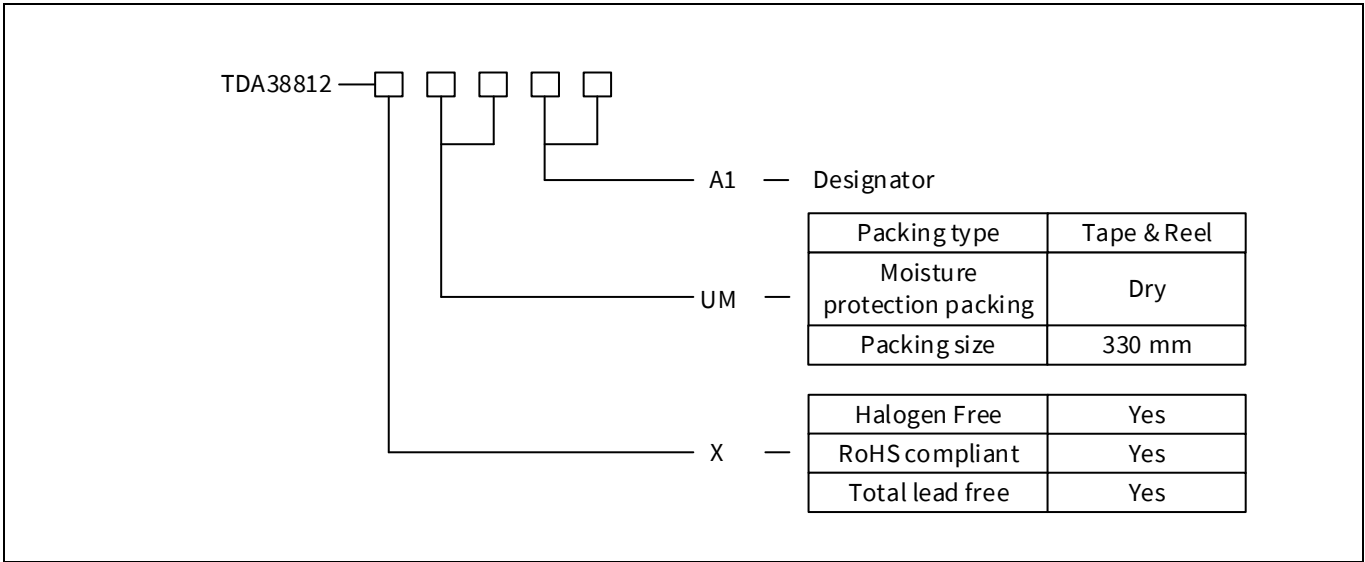 TDA38812
A1 — Designator
Packing type Tape & Reel
Moisture
protection packing Dry
UM —
Packing size 330 mm
Halogen Free Yes
X — RoHS compliant Yes
Total lead free Yes